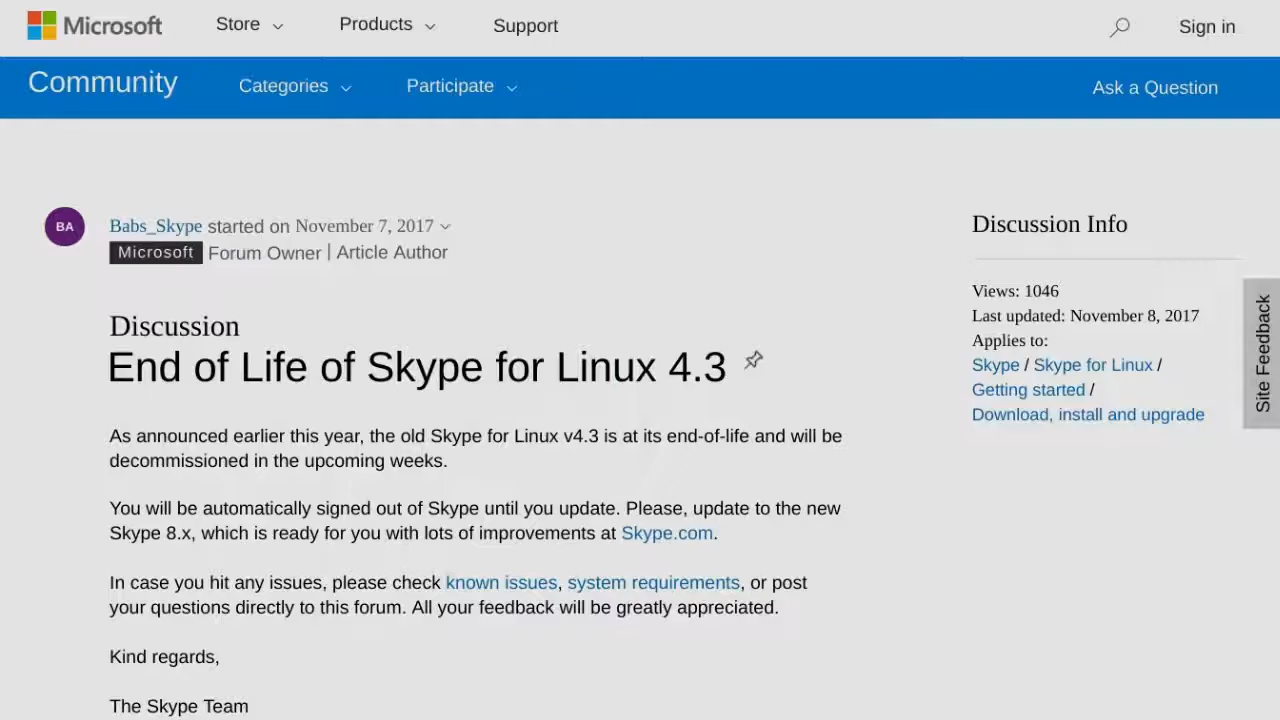 Microsoft Store Products Support Sign in
Community Categories Participate Ask a Question
BA Babs_Skype started on November 7, 2017
Microsoft Forum Owner | Article Author
Discussion
End of Life of Skype for Linux 4.3
As announced earlier this year, the old Skype for Linux v4.3 is at its end-of-life and will be
decommissioned in the upcoming weeks.
You will be automatically signed out of Skype until you update. Please, update to the new
Skype 8.x, which is ready for you with lots of improvements at Skype.com.
In case you hit any issues, please check known issues, system requirements, or post
your questions directly to this forum. All your feedback will be greatly appreciated.
Kind regards,
The Skype Team
Discussion Info
Views: 1046
Last updated: November 8, 2017
Applies to:
Skype / Skype for Linux /
Getting started /
Download, install and upgrade
Site Feedback